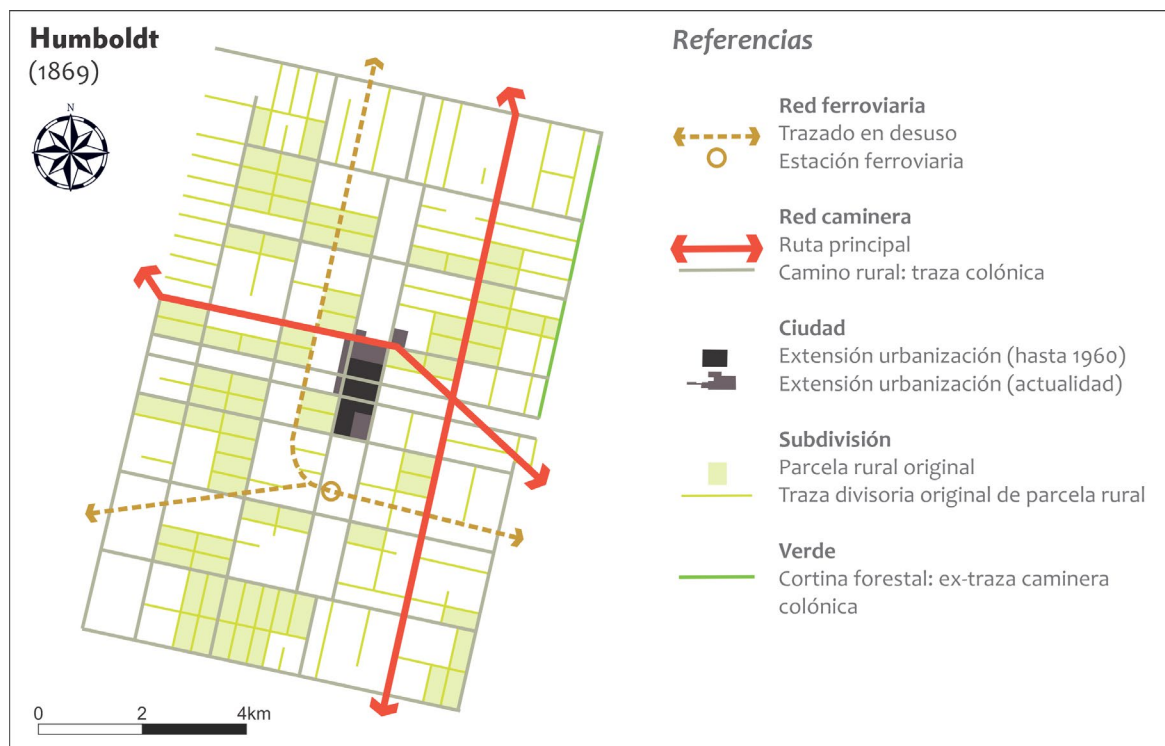 Humboldt
(1869)
N
0 2 4km
Referencias
Red ferroviaria
Trazado en desuso
Estación ferroviaria
Red caminera
Ruta principal
Camino rural: traza colónica
Ciudad
Extensión urbanización (hasta 1960)
Extensión urbanización (actualidad)
Subdivisión
Parcela rural original
Traza divisoria original de parcela rural
Verde
Cortina forestal: ex-traza caminera
colónica